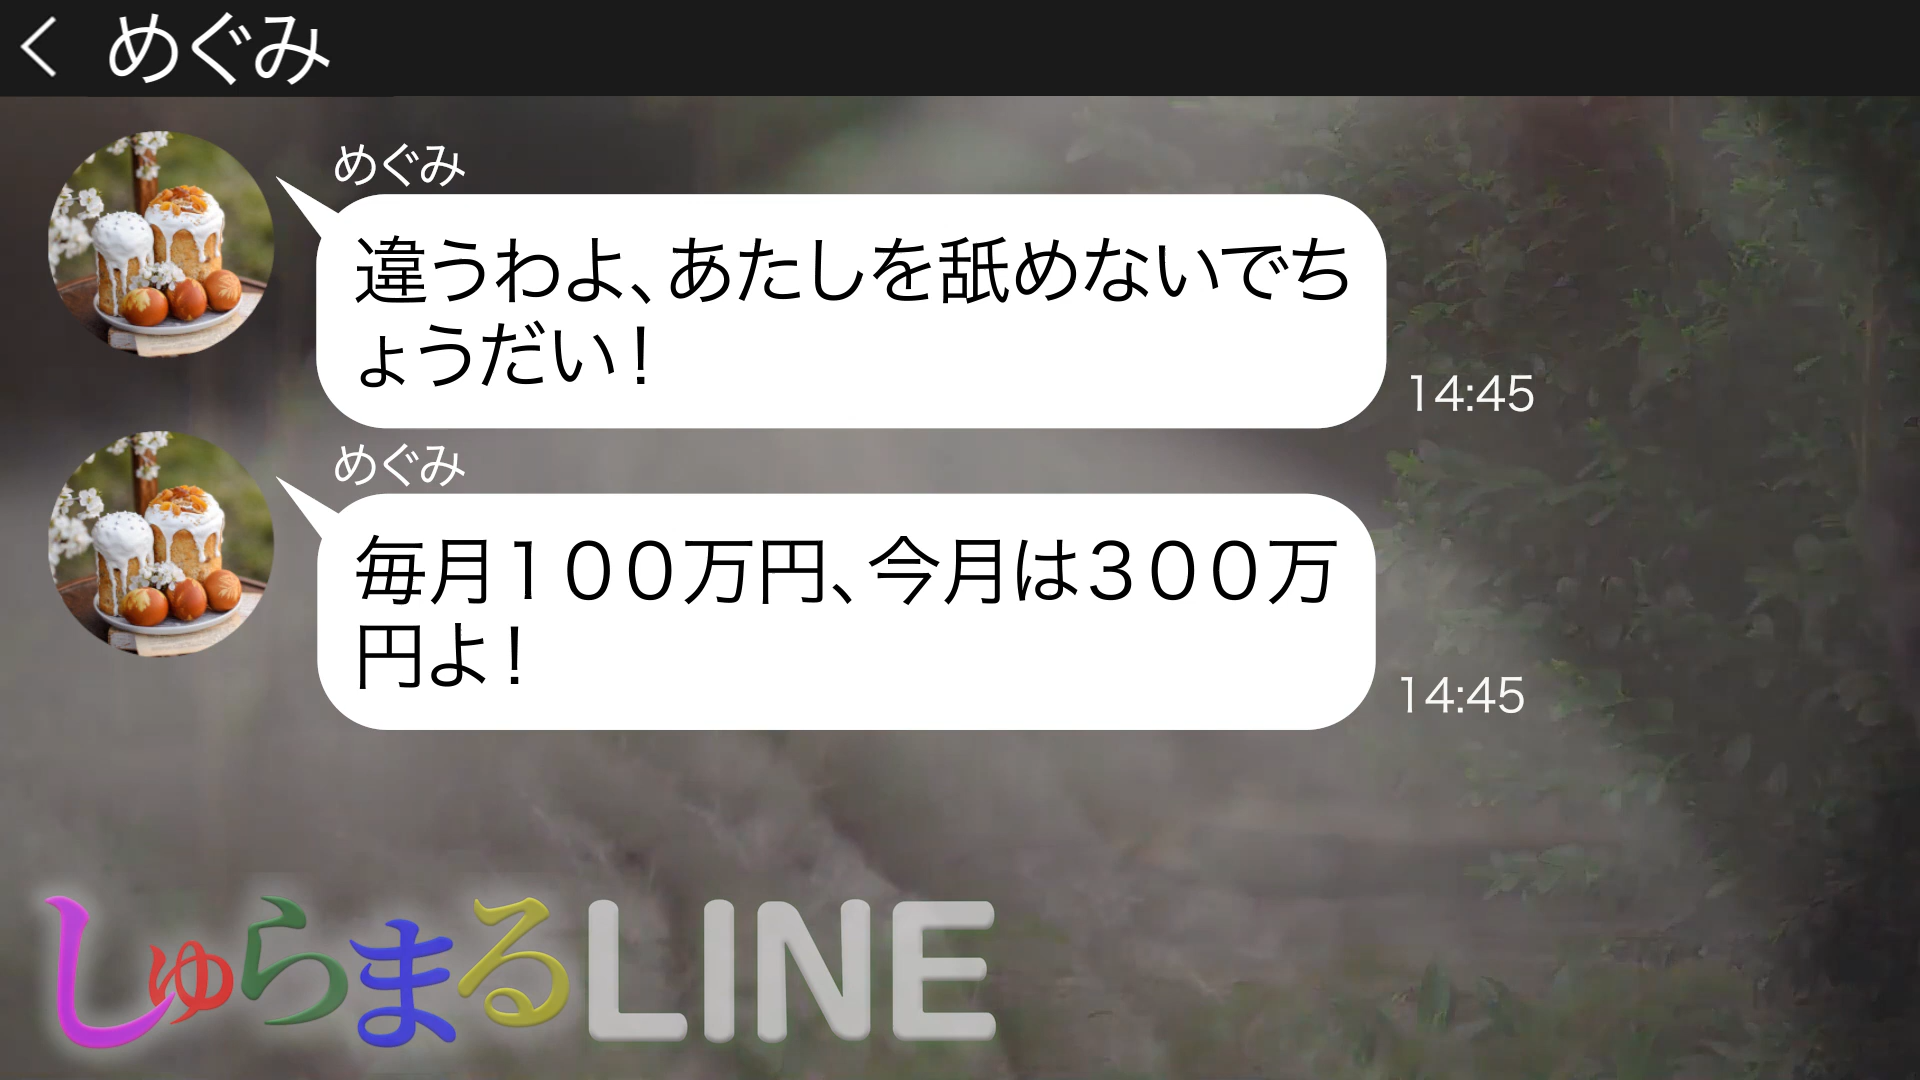 めぐみ
めぐみ
違うわよ、あたしを舐めないでち
ょうだい！
14:45
めぐみ
毎月１００万円、今月は３００万
円よ！
14:45
しゅらまるLINE